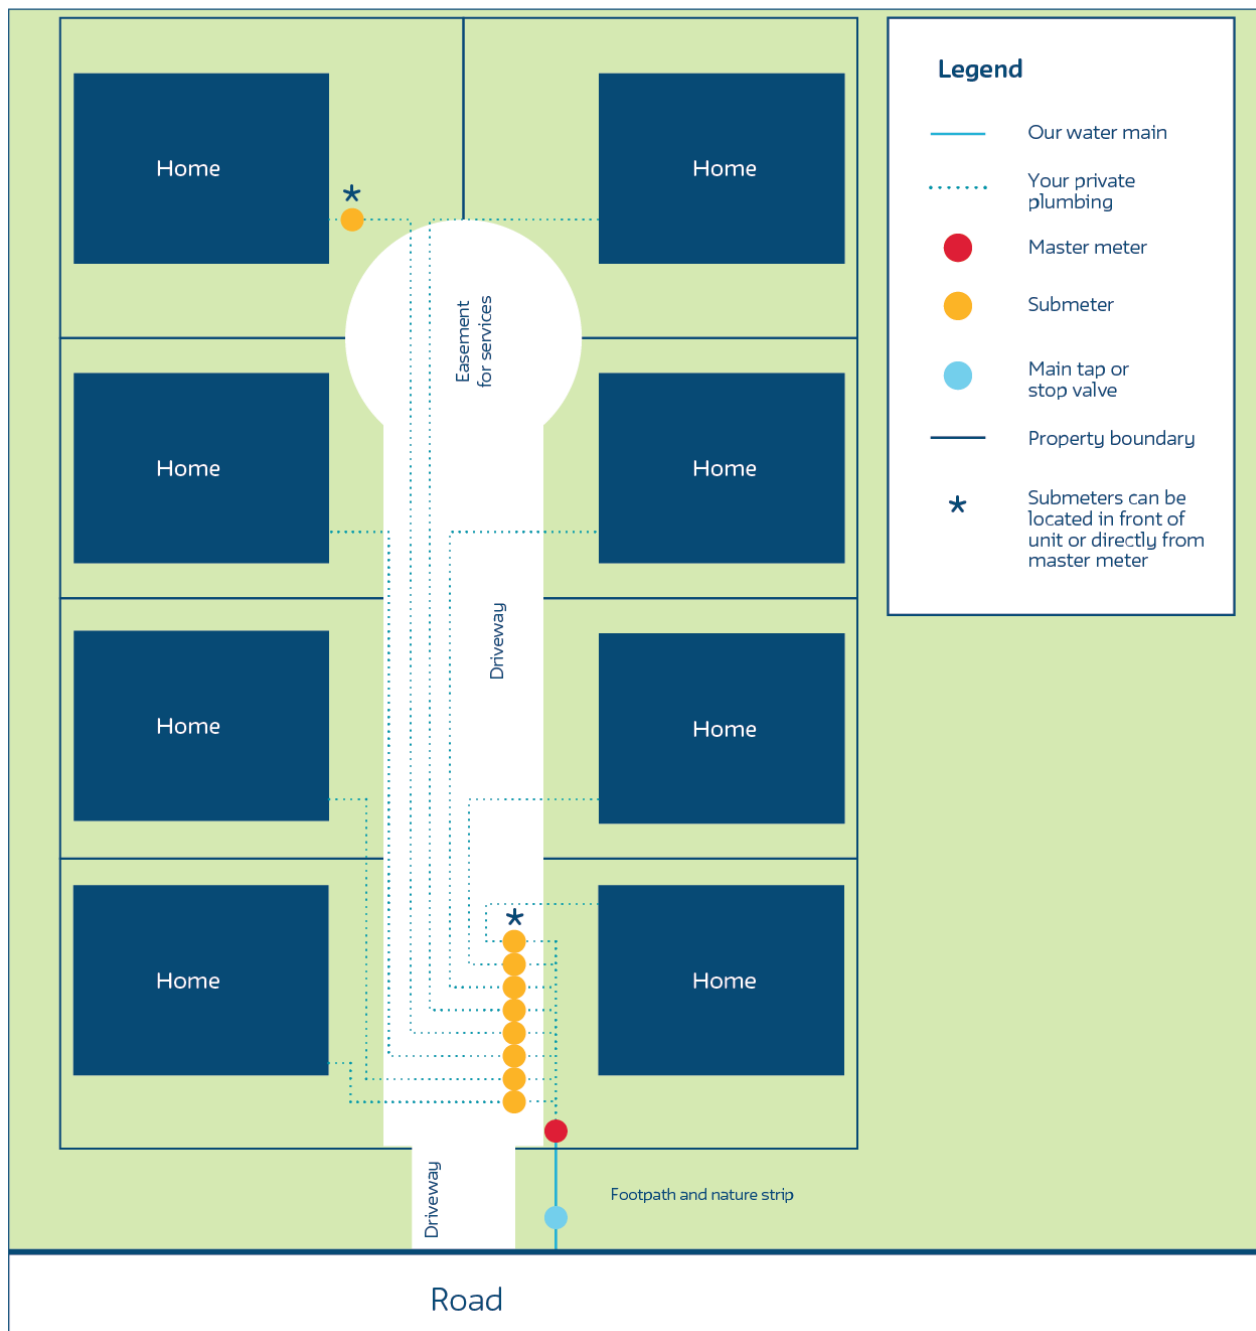 Legend
Our water main
Your private
plumbing
Master meter
Submeter
Main tap or
stop valve
Property boundary
*
Submeters can be
located in front of
unit or directly from
master meter
Home
*
Home
Easement
for services
Home
Home
Driveway
Home
Home
*
Home
Home
Driveway
Footpath and nature strip
Road